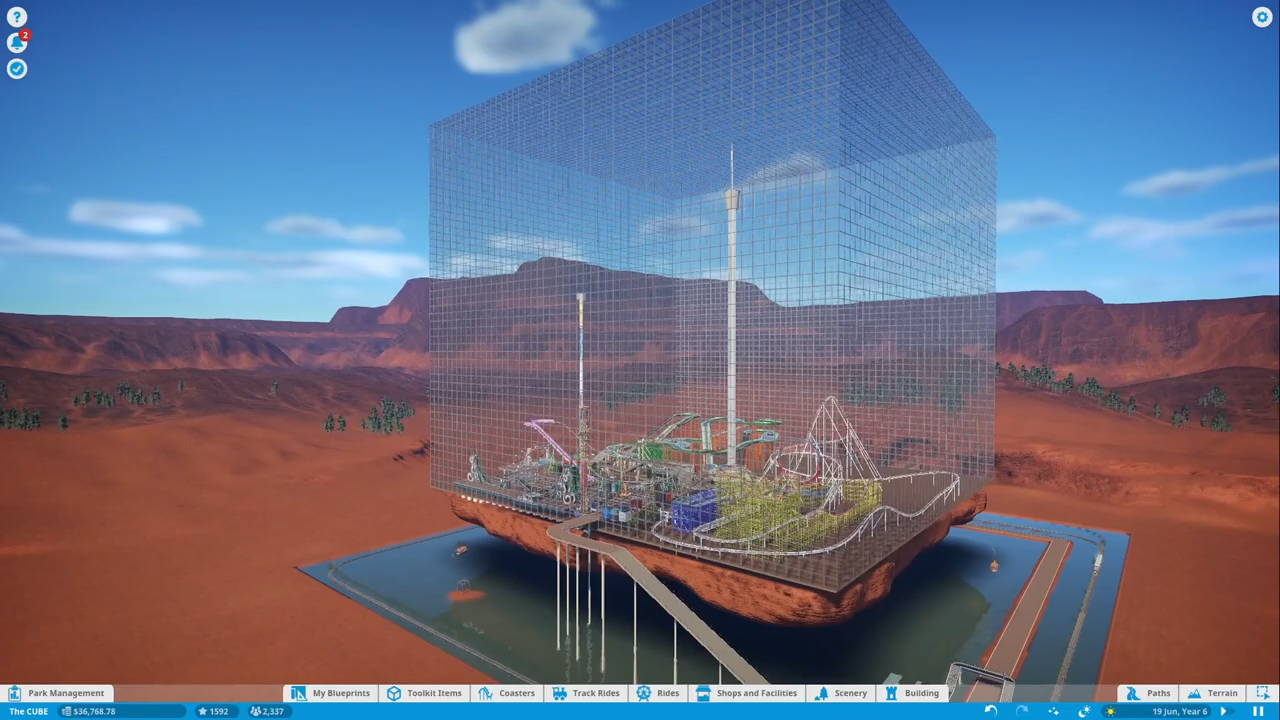 ?
2
Park Management
My Blueprints
Toolkit Items
Coasters
Track Rides
Rides
Shops and Facilities
Scenery
Building
Paths
Terrain
The CUBE
$36,768.78
1592
2,337
19 Jun, Year 6